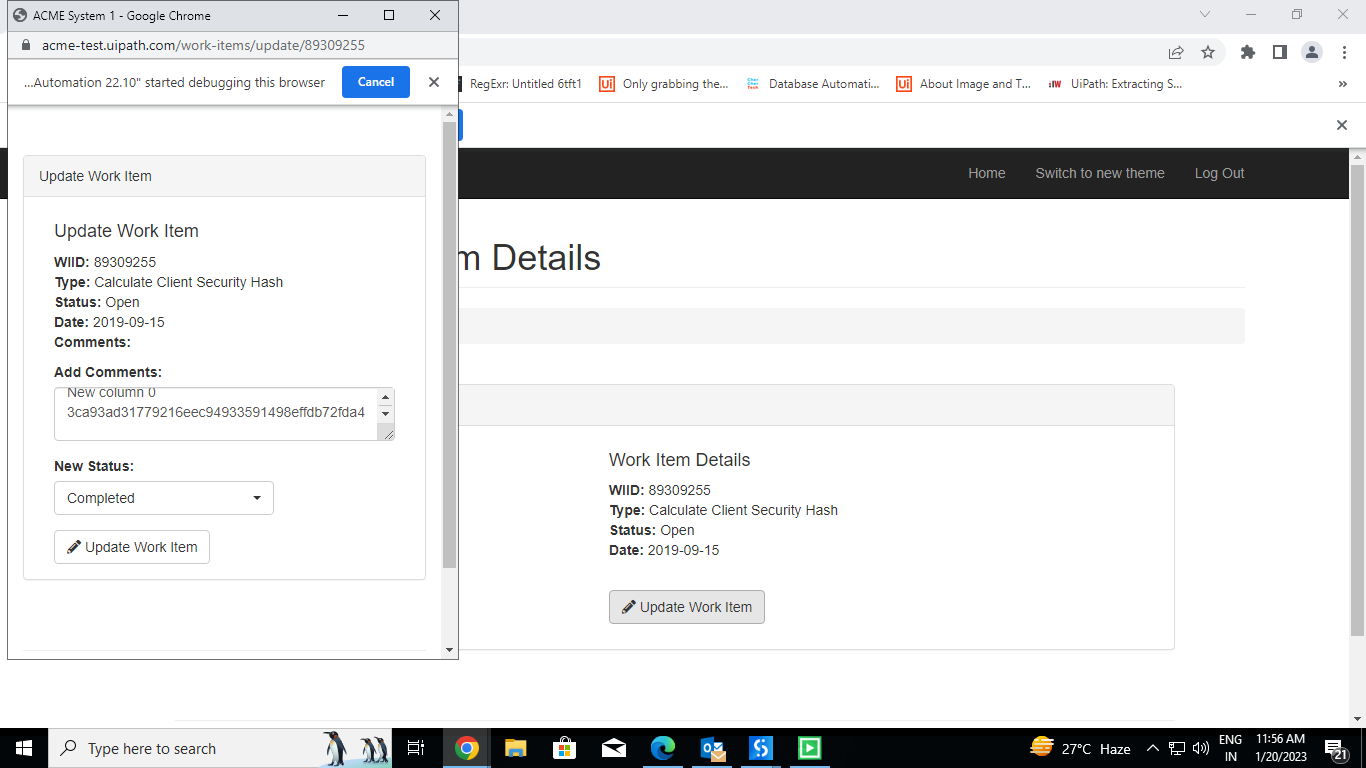 ACME System 1 - Google Chrome
acme-test.uipath.com/work-items/update/89309255
...Automation 22.10" started debugging this browser
Cancel
RegExr: Untitled 6tft1
Only grabbing the...
Database Automati...
About Image and T...
UiPath: Extracting S...
Home
Switch to new theme
Log Out
m Details
Update Work Item
Update Work Item
WIID: 89309255
Type: Calculate Client Security Hash
Status: Open
Date: 2019-09-15
Comments:
Add Comments:
New column 0
3ca93ad31779216eec94933591498effdb72fda4
New Status:
Completed
Update Work Item
Work Item Details
WIID: 89309255
Type: Calculate Client Security Hash
Status: Open
Date: 2019-09-15
Update Work Item
Type here to search
27°C Haze
ENG
IN
11:56 AM
1/20/2023
21